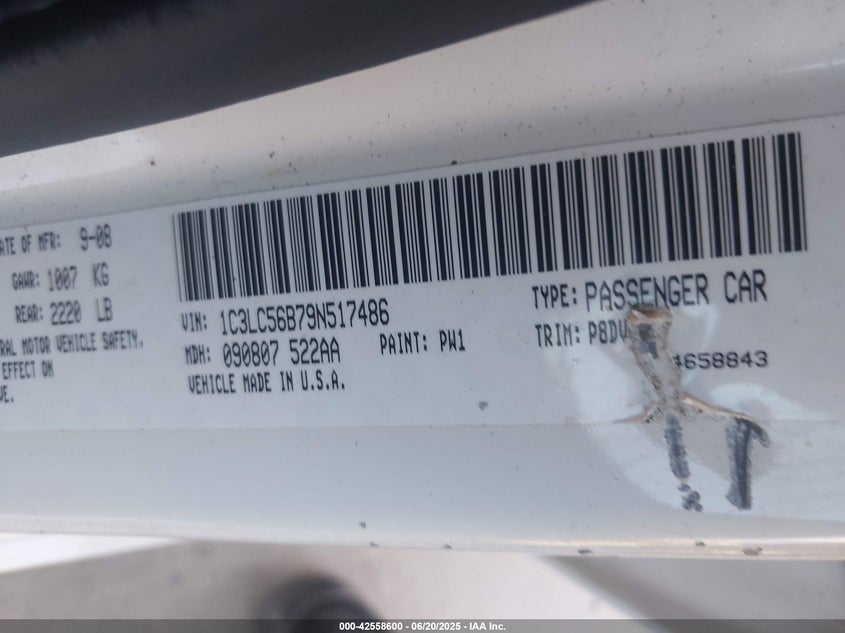 ATE OF MFR: 9-08
GAWR: 1007 KG
REAR: 2220 LB
RAL MOTOR VEHICLE SAFETY.
EFFECT ON
VE.
VIN: 1C3LC56B79N517486
TYPE: PASSENGER CAR
MDH: 090807 522AA PAINT: PW1 TRIM: P8DV
4658843
VEHICLE MADE IN U.S.A.
000-42558600 / 06/20/2025 - IAA Inc.